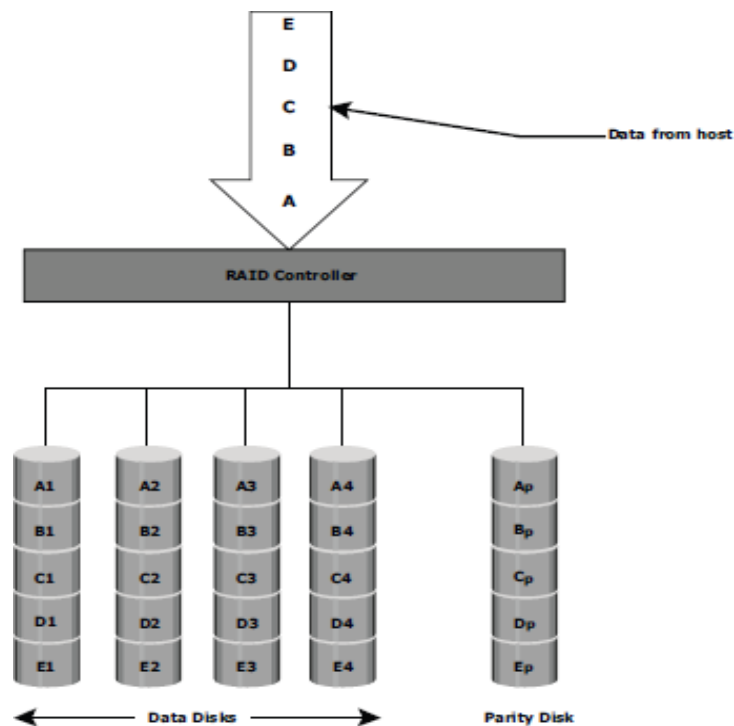 E
D
C
B
A
Data from host
RAID Controller
A1 A2 A3 A4 Ap
B1 B2 B3 B4 Bp
C1 C2 C3 C4 Cp
D1 D2 D3 D4 Dp
E1 E2 E3 E4 Ep
Data Disks Parity Disk